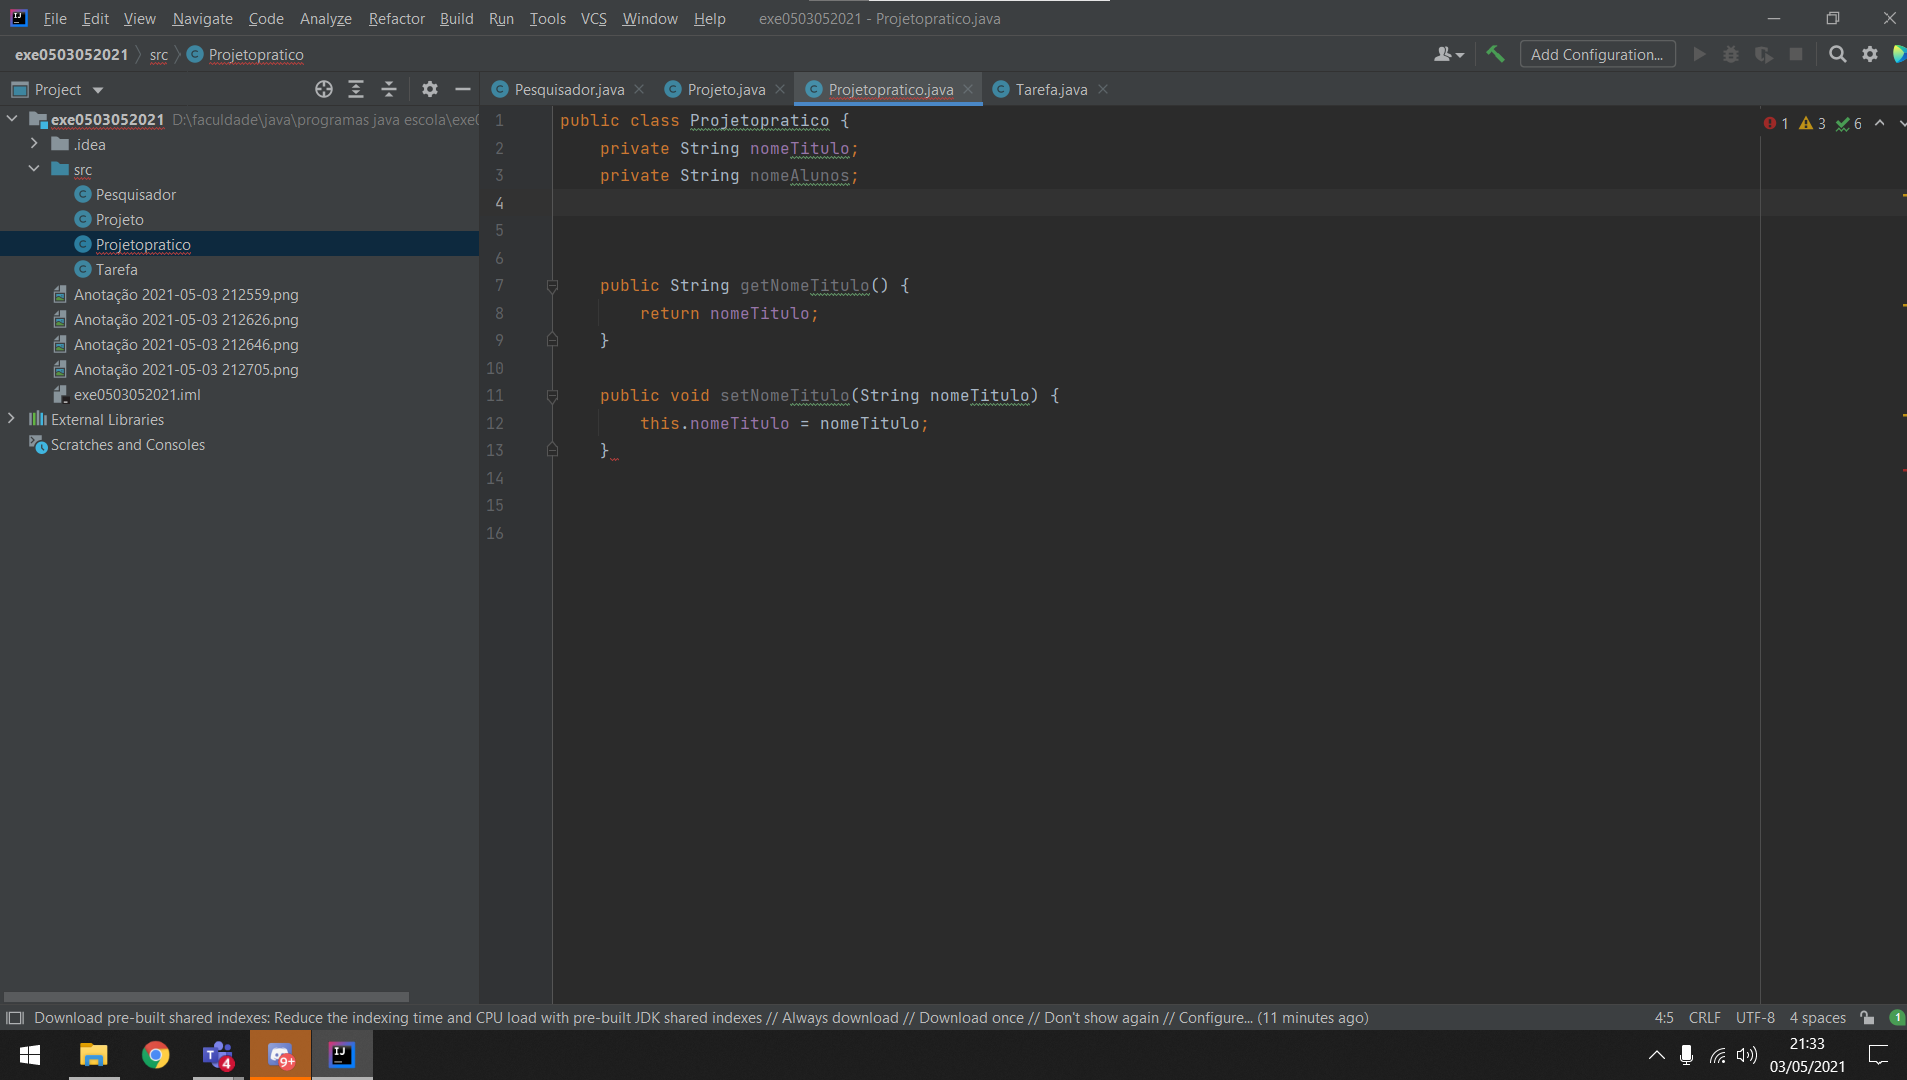 File Edit View Navigate Code Analyze Refactor Build Run Tools VCS Window Help exe0503052021 - Projetopratico.java
exe0503052021 src Projetopratico Add Configuration...
Project
Pesquisador.java Projeto.java Projetopratico.java Tarefa.java
exe0503052021 D:\faculdade\java\programas java escola\exe0
.idea
src
Pesquisador
Projeto
Projetopratico
Tarefa
Anotação 2021-05-03 212559.png
Anotação 2021-05-03 212626.png
Anotação 2021-05-03 212646.png
Anotação 2021-05-03 212705.png
exe0503052021.iml
External Libraries
Scratches and Consoles
1 public class Projetopratico {
1 3 6
2 private String nomeTitulo;
3 private String nomeAlunos;
4
5
6
7 public String getNomeTitulo() {
8 return nomeTitulo;
9 }
10
11 public void setNomeTitulo(String nomeTitulo) {
12 this.nomeTitulo = nomeTitulo;
13 }
14
15
16
Download pre-built shared indexes: Reduce the indexing time and CPU load with pre-built JDK shared indexes // Always download // Download once // Don't show again // Configure... (11 minutes ago) 4:5 CRLF UTF-8 4 spaces 1
T 4 9+ IJ
21:33
03/05/2021